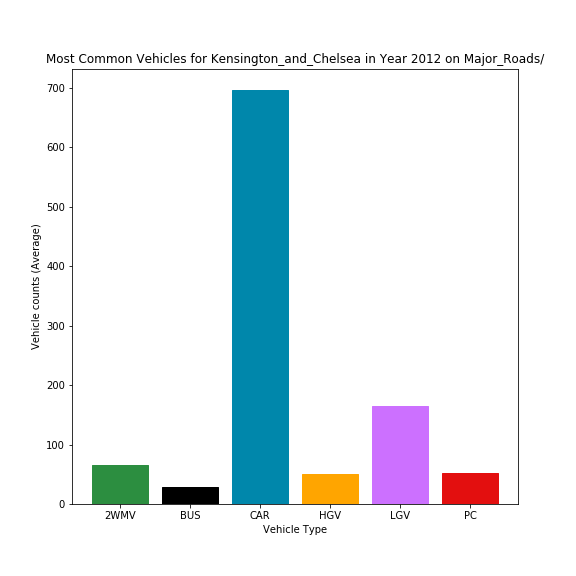 Most Common Vehicles for Kensington_and_Chelsea in Year 2012 on Major_Roads/
700
600
500
400
300
200
100
0
Vehicle counts (Average)
2WMV BUS CAR HGV LGV PC
Vehicle Type